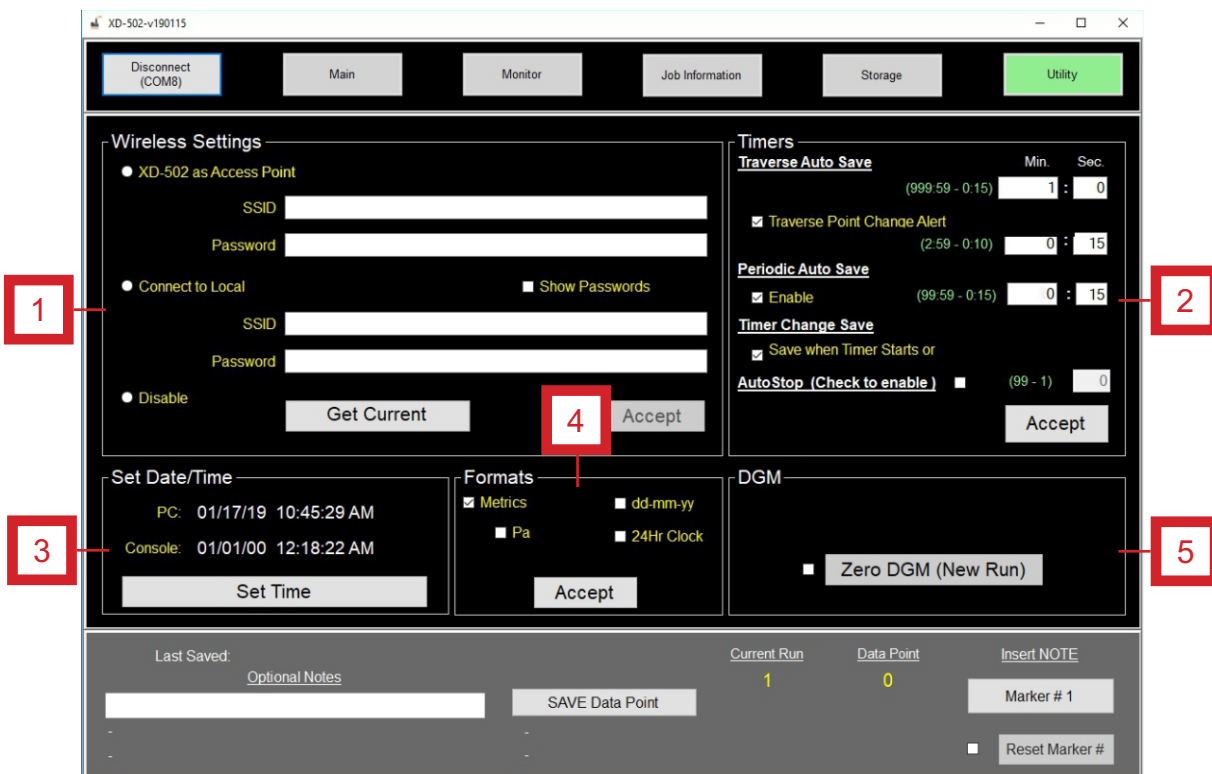 XD-502-v190115
Disconnect
(COM8)
Main
Monitor
Job Information
Storage
Utility
Wireless Settings
XD-502 as Access Point
SSID
Password
Connect to Local
Show Passwords
SSID
Password
Disable
Get Current
Accept
Timers
Traverse Auto Save
Min.
Sec.
(999:59 - 0:15)
1 : 0
Traverse Point Change Alert
(2:59 - 0:10)
0 : 15
Periodic Auto Save
Enable
(99:59 - 0:15)
0 : 15
Timer Change Save
Save when Timer Starts or
AutoStop (Check to enable )
(99 - 1)
0
Accept
1
2
4
Set Date/Time
PC: 01/17/19 10:45:29 AM
Console: 01/01/00 12:18:22 AM
Set Time
3
Formats
Metrics
dd-mm-yy
Pa
24Hr Clock
Accept
DGM
Zero DGM (New Run)
5
Last Saved:
Optional Notes
SAVE Data Point
Current Run
1
Data Point
0
Insert NOTE
Marker # 1
Reset Marker #
-
-
-
-